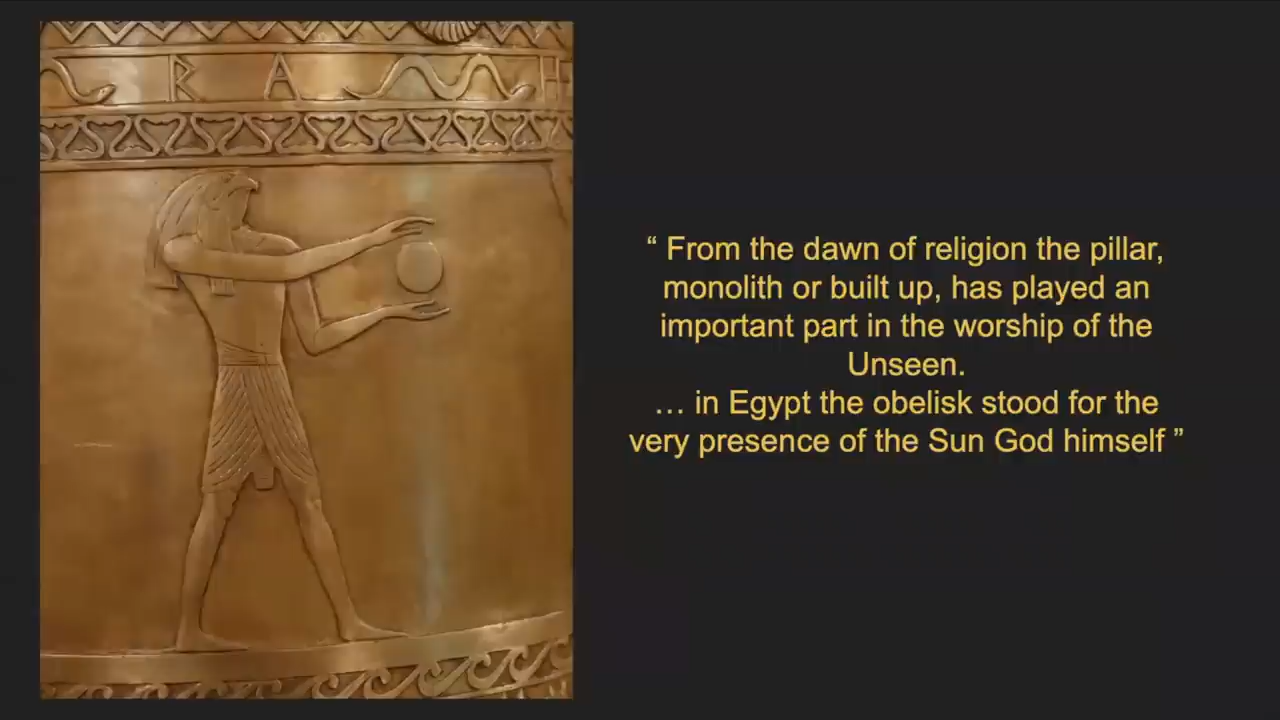 R A H
“ From the dawn of religion the pillar,
monolith or built up, has played an
important part in the worship of the
Unseen.
… in Egypt the obelisk stood for the
very presence of the Sun God himself ”